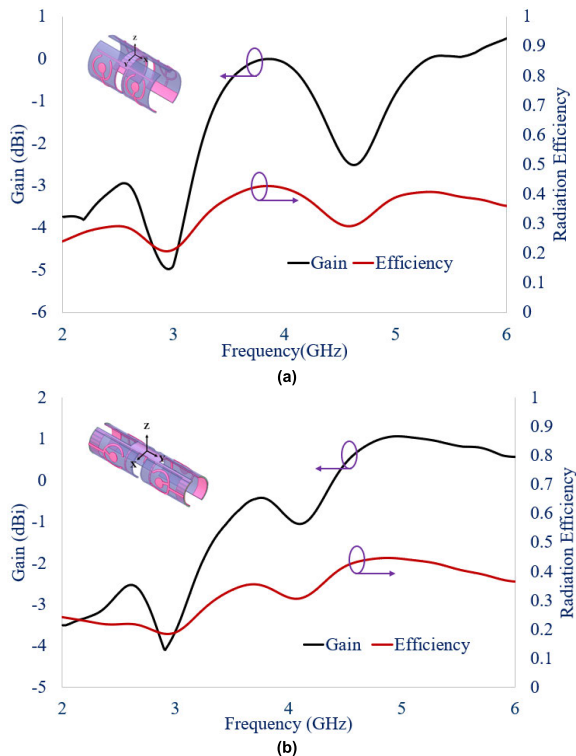 1
0
-1
-2
-3
-4
-5
-6
Gain (dBi)
z
Y
X
1
0.9
0.8
0.7
0.6
0.5
0.4
0.3
0.2
0.1
0
Radiation Efficiency
Gain
Efficiency
2
3
4
5
6
Frequency(GHz)
(a)
2
1
0
-1
-2
-3
-4
-5
Gain (dBi)
z
X
Y
1
0.9
0.8
0.7
0.6
0.5
0.4
0.3
0.2
0.1
0
Radiation Efficiency
Gain
Efficiency
2
3
4
5
6
Frequency (GHz)
(b)